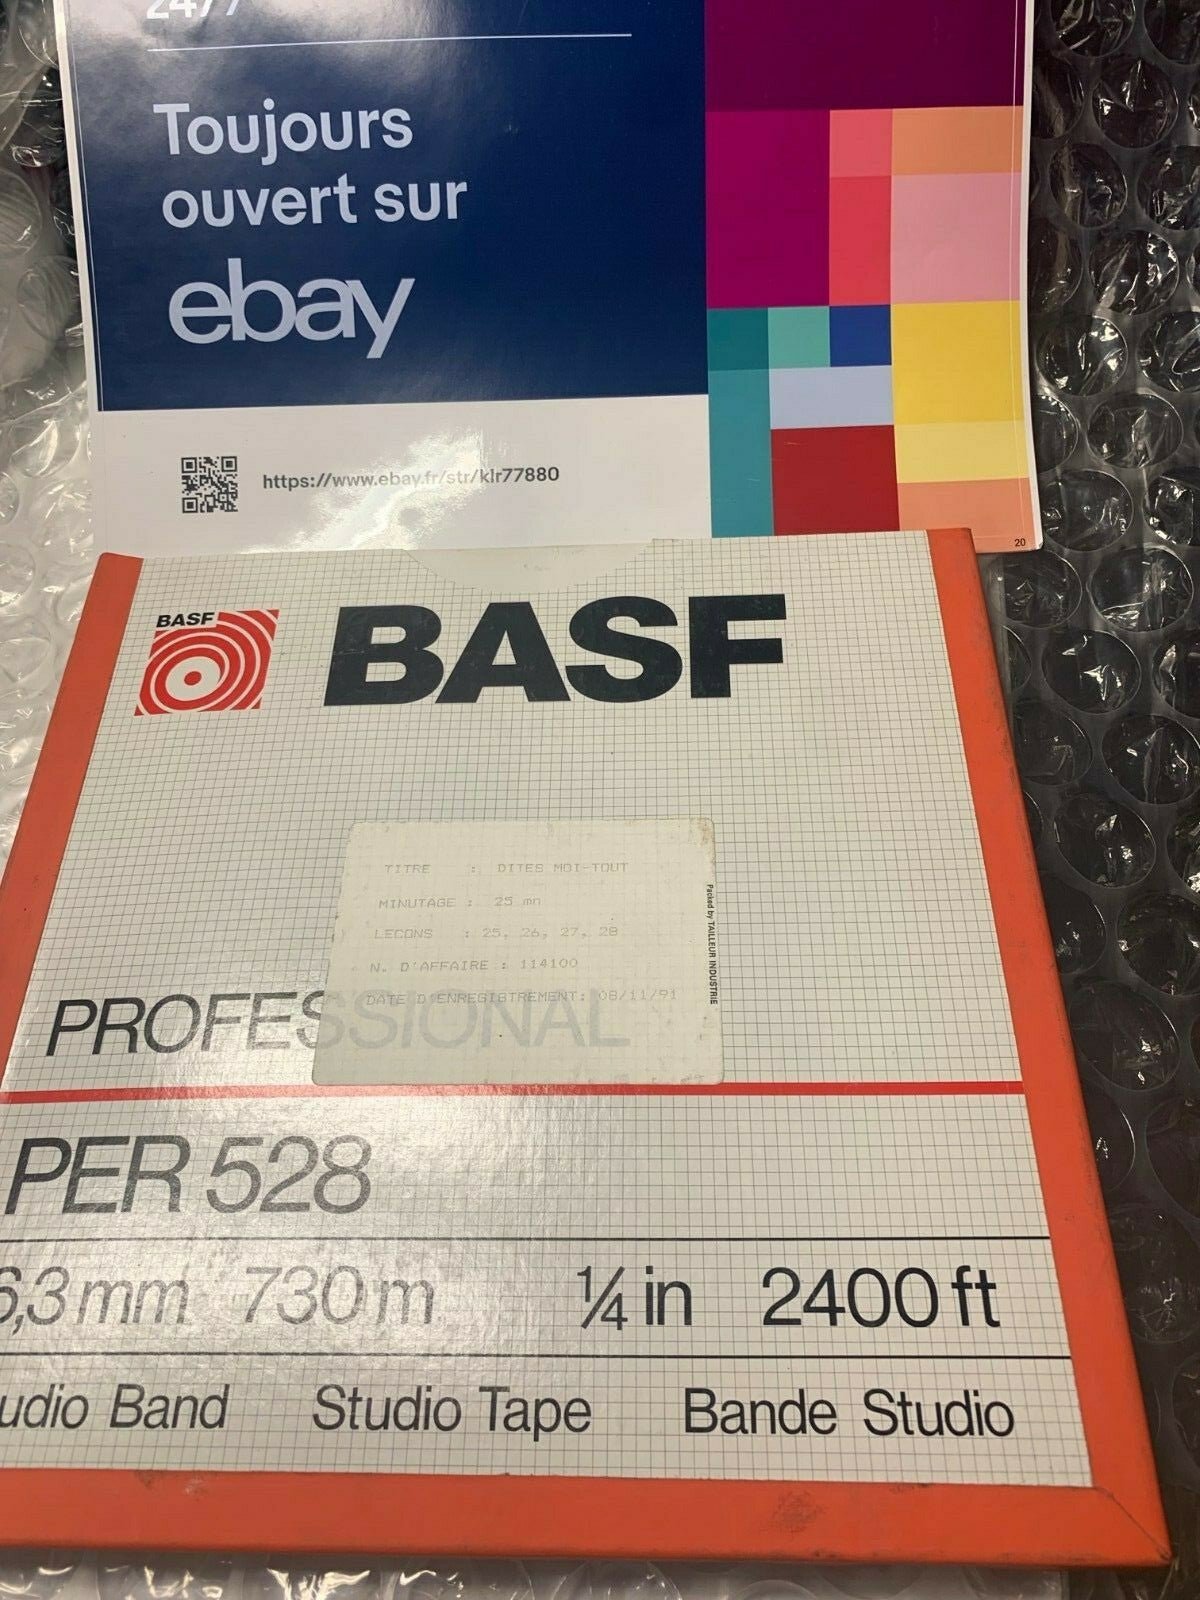 24/7
Toujours
ouvert sur
ebay
https://www.ebay.fr/str/klr77880
20
BASF
BASF
TITRE : DITES MOI-TOUT
MINUTAGE : 25 mn
LECONS : 25, 26, 27, 28
N. D'AFFAIRE : 114100
DATE D'ENREGISTREMENT: 08/11/91
Packed by TAILLEUR INDUSTRIE
PROFESSIONAL
PER 528
6,3 mm 730 m 1/4 in 2400 ft
udio Band Studio Tape Bande Studio